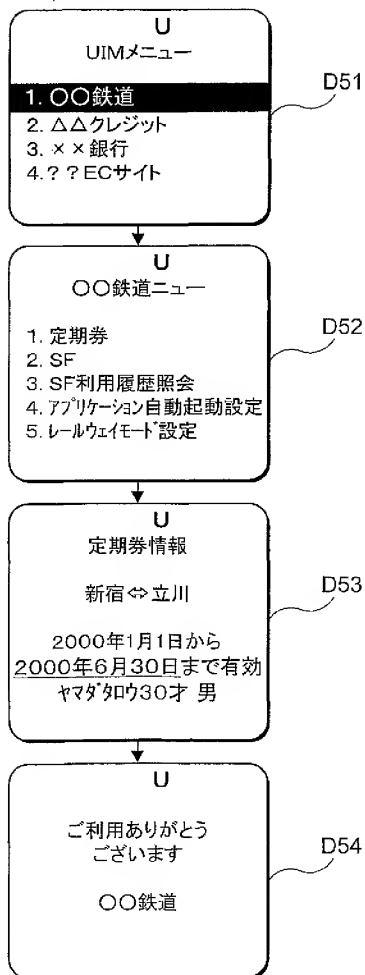 U
UIMメニュー
1. 〇〇鉄道
2. △△クレジット
3. ××銀行
4.??ECサイト
D51
U
〇〇鉄道ニュー
1. 定期券
2. SF
3. SF利用履歴照会
4. アプリケーション自動起動設定
5. レールウェイモード設定
D52
U
定期券情報
新宿⇔立川
2000年1月1日から
2000年6月30日まで有効
ヤマダタロウ30才 男
D53
U
ご利用ありがとう
ございます
〇〇鉄道
D54